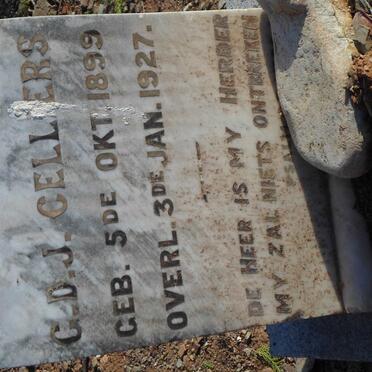 G.D.J. CELLIERS
GEB. 5DE OKT. 1899
OVERL. 3DE JAN. 1927.
DE HEER IS MY HERDER
MY ZAL NIETS ONTBREKEN